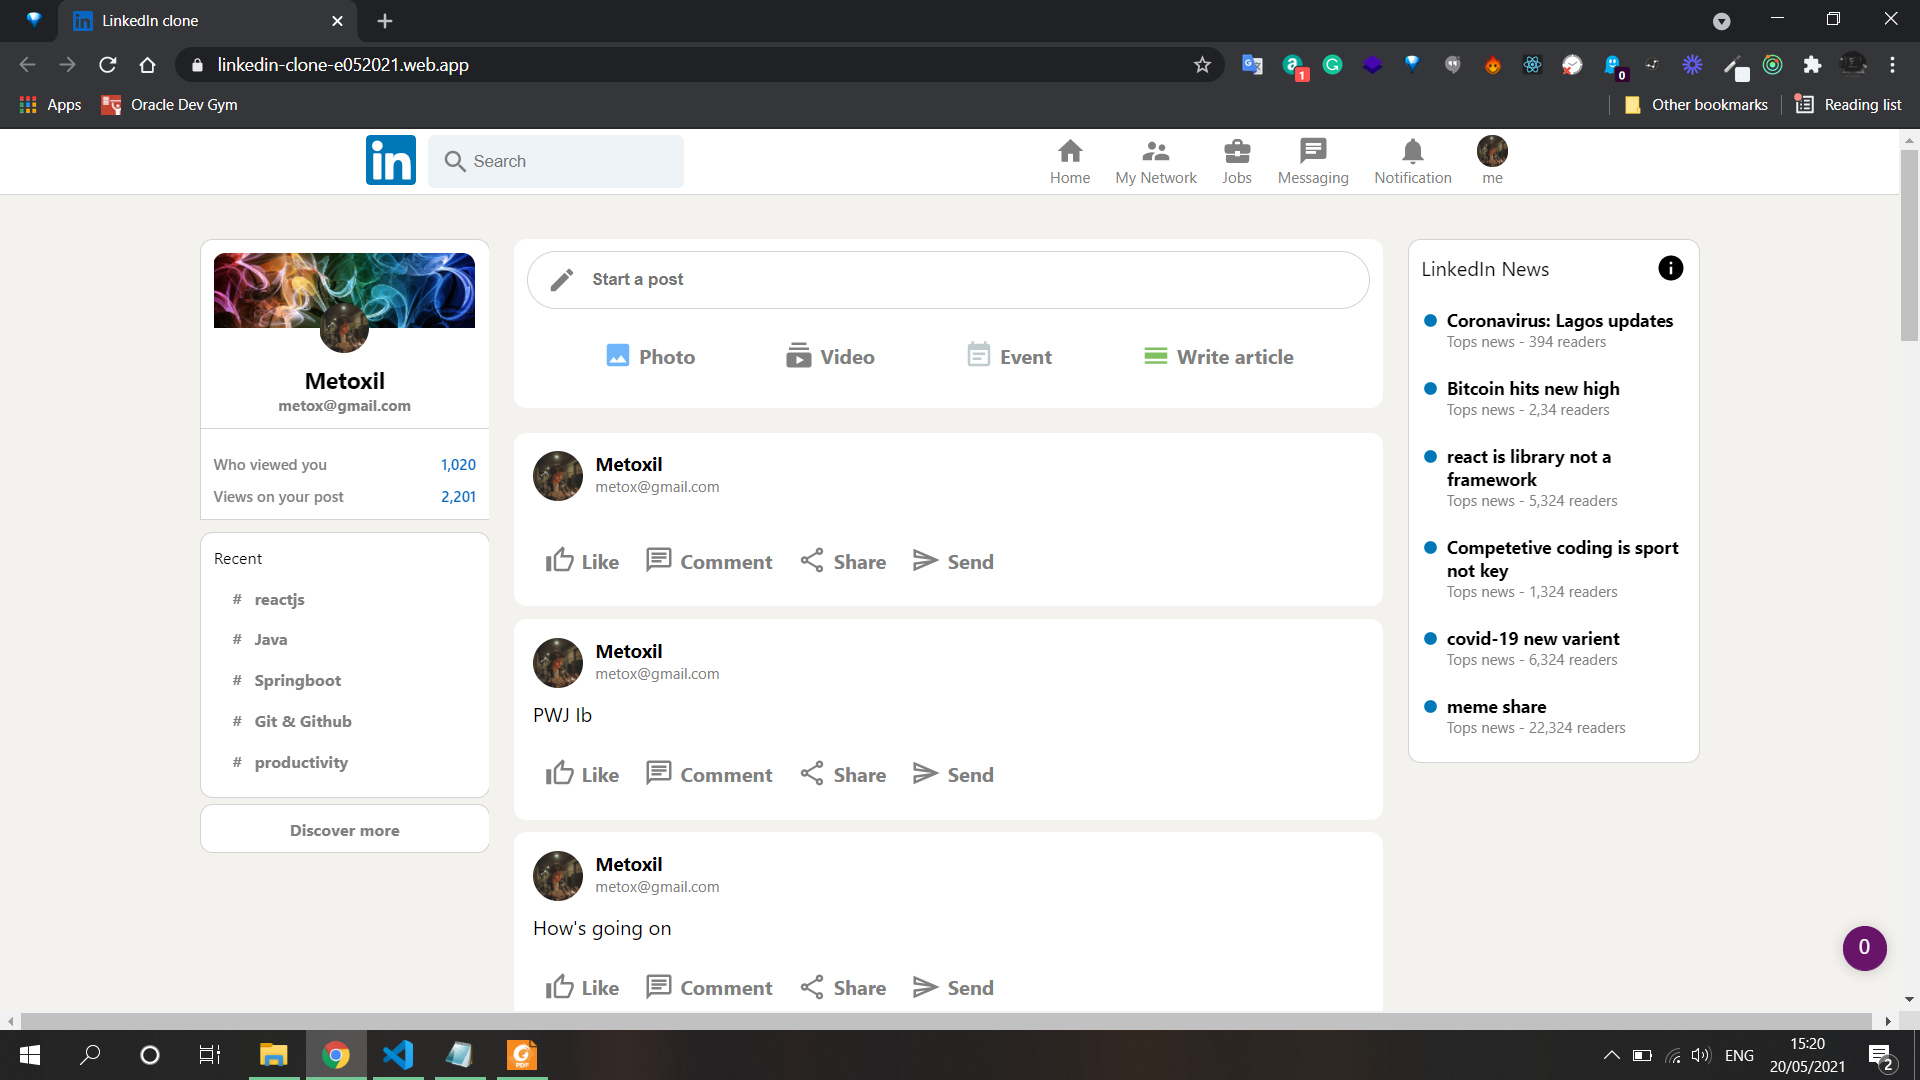 LinkedIn clone
linkedin-clone-e052021.web.app
1
0
Apps
Oracle Dev Gym
Other bookmarks
Reading list
in
Search
Home
My Network
Jobs
Messaging
Notification
me
Metoxil
metox@gmail.com
Who viewed you 1,020
Views on your post 2,201
Recent
# reactjs
# Java
# Springboot
# Git & Github
# productivity
Discover more
Start a post
Photo
Video
Event
Write article
Metoxil
metox@gmail.com
Like
Comment
Share
Send
Metoxil
metox@gmail.com
PWJ lb
Like
Comment
Share
Send
Metoxil
metox@gmail.com
How's going on
Like
Comment
Share
Send
LinkedIn News
Coronavirus: Lagos updates
Tops news - 394 readers
Bitcoin hits new high
Tops news - 2,34 readers
react is library not a
framework
Tops news - 5,324 readers
Competetive coding is sport
not key
Tops news - 1,324 readers
covid-19 new varient
Tops news - 6,324 readers
meme share
Tops news - 22,324 readers
0
PDF
ENG
15:20
20/05/2021
2